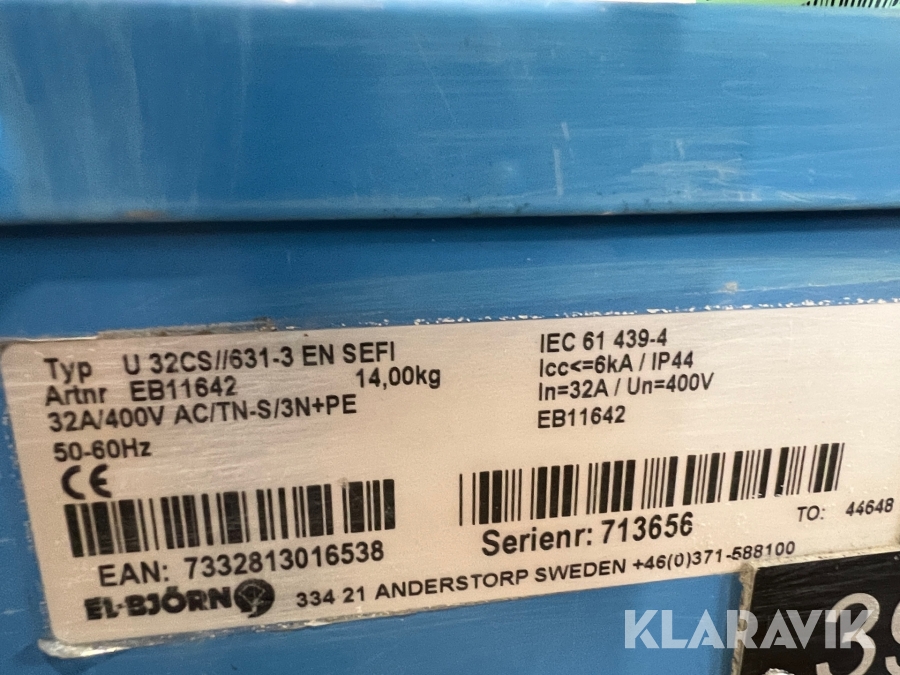 Typ U 32CS//631-3 EN SEFI
Artnr EB11642 14,00kg
32A/400V AC/TN-S/3N+PE
50-60Hz
CE
IEC 61 439-4
Icc<=6kA / IP44
In=32A / Un=400V
EB11642
EAN: 7332813016538
Serienr: 713656
TO: 44648
EL-BJÖRN 334 21 ANDERSTORP SWEDEN +46(0)371-588100
KLARAVIK